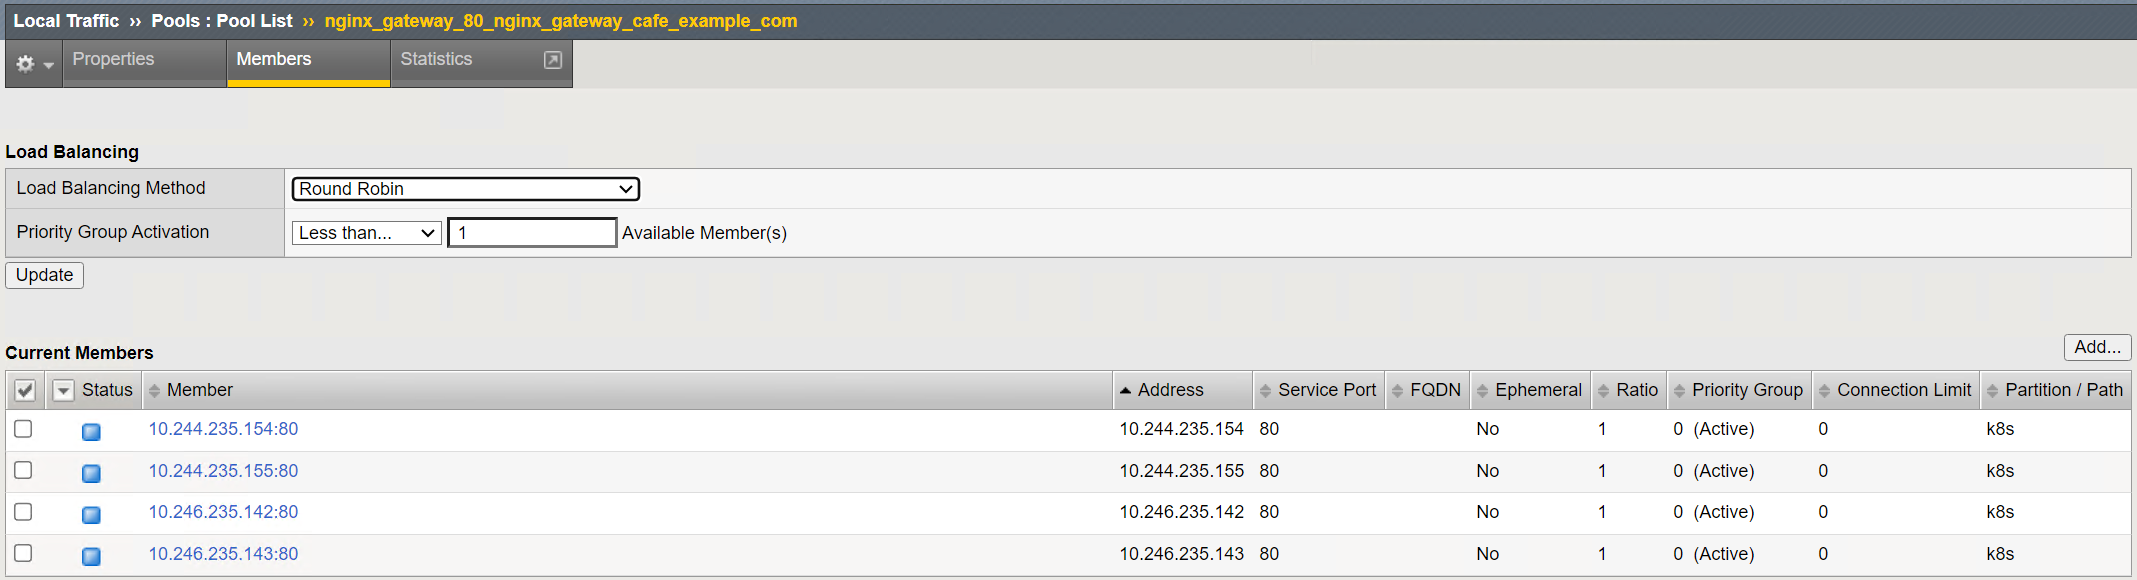 Local Traffic ›› Pools : Pool List ›› nginx_gateway_80_nginx_gateway_cafe_example_com
Properties Members Statistics
Load Balancing
Load Balancing Method Round Robin
Priority Group Activation Less than... 1 Available Member(s)
Update
Current Members Add...
Status Member Address Service Port FQDN Ephemeral Ratio Priority Group Connection Limit Partition / Path
10.244.235.154:80 10.244.235.154 80 No 1 0 (Active) 0 k8s
10.244.235.155:80 10.244.235.155 80 No 1 0 (Active) 0 k8s
10.246.235.142:80 10.246.235.142 80 No 1 0 (Active) 0 k8s
10.246.235.143:80 10.246.235.143 80 No 1 0 (Active) 0 k8s